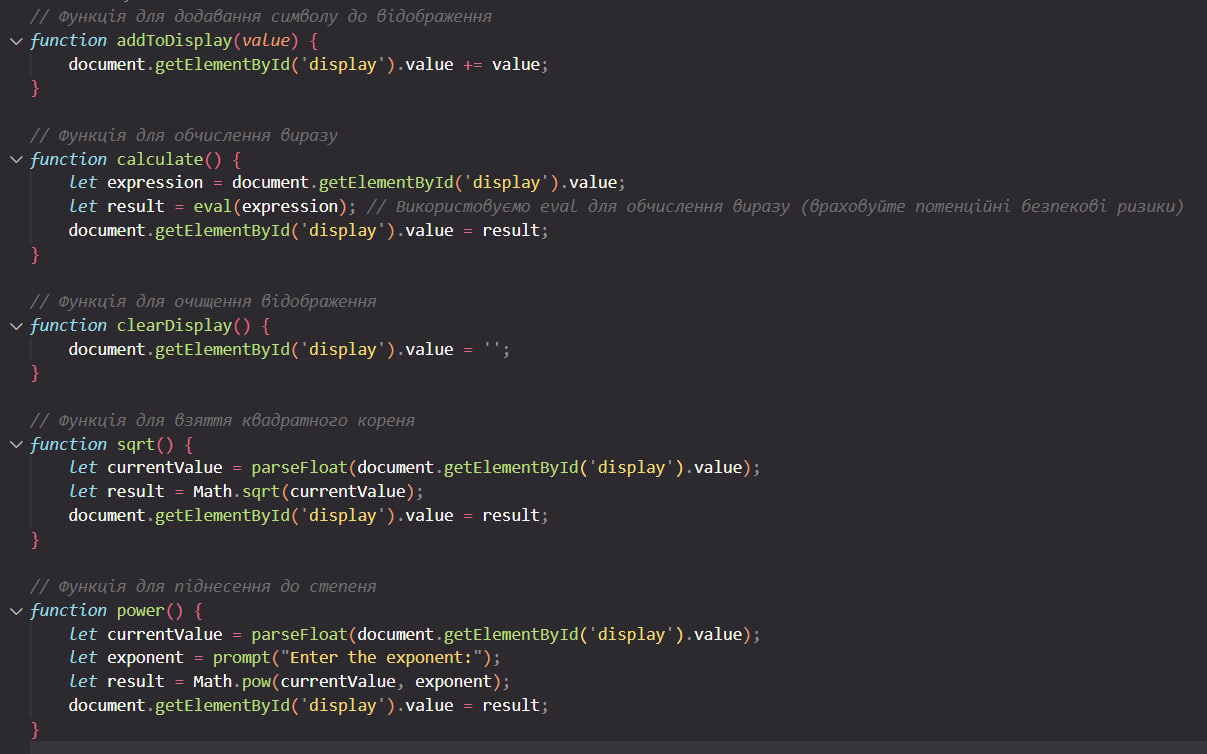 // Функція для додавання символу до відображення
function addToDisplay(value) {
    document.getElementById('display').value += value;
}
// Функція для обчислення виразу
function calculate() {
    let expression = document.getElementById('display').value;
    let result = eval(expression); // Використовуємо eval для обчислення виразу (враховуйте потенційні безпекові ризики)
    document.getElementById('display').value = result;
}
// Функція для очищення відображення
function clearDisplay() {
    document.getElementById('display').value = '';
}
// Функція для взяття квадратного кореня
function sqrt() {
    let currentValue = parseFloat(document.getElementById('display').value);
    let result = Math.sqrt(currentValue);
    document.getElementById('display').value = result;
}
// Функція для піднесення до степеня
function power() {
    let currentValue = parseFloat(document.getElementById('display').value);
    let exponent = prompt("Enter the exponent:");
    let result = Math.pow(currentValue, exponent);
    document.getElementById('display').value = result;
}